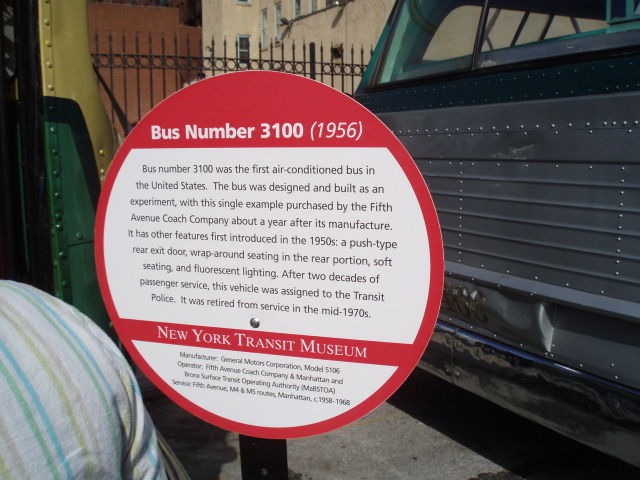 Bus Number 3100 (1956)
Bus number 3100 was the first air-conditioned bus in
the United States. The bus was designed and built as an
experiment, with this single example purchased by the Fifth
Avenue Coach Company about a year after its manufacture.
It has other features first introduced in the 1950s: a push-type
rear exit door, wrap-around seating in the rear portion, soft
seating, and fluorescent lighting. After two decades of
passenger service, this vehicle was assigned to the Transit
Police. It was retired from service in the mid-1970s.
NEW YORK TRANSIT MUSEUM
Manufacturer: General Motors Corporation, Model 5106
Operator: Fifth Avenue Coach Company & Manhattan and
Bronx Surface Transit Operating Authority (MaBSTOA)
Service: Fifth Avenue, M4 & M5 routes, Manhattan, c.1958-1968